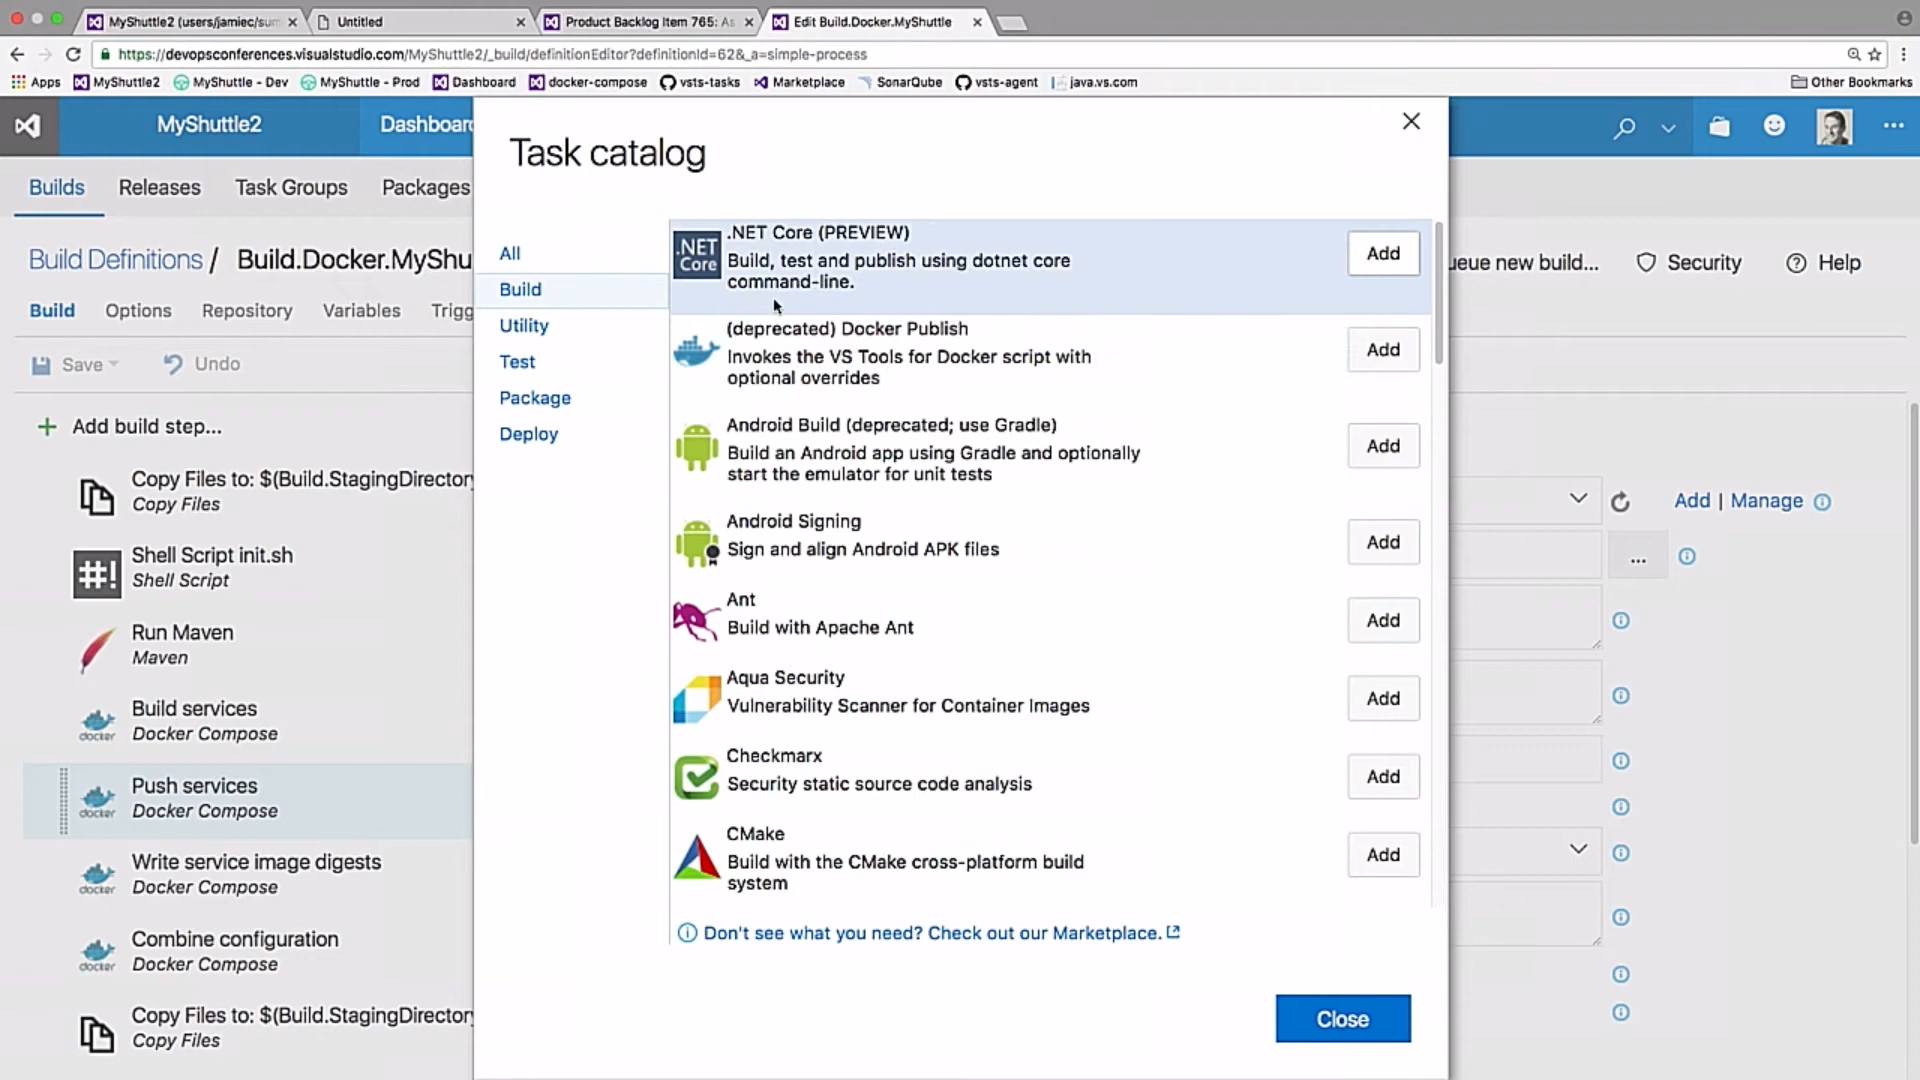 MyShuttle2 (users/jamiec/sum
Untitled
Product Backlog Item 765: As
Edit Build.Docker.MyShuttle
https://devopsconferences.visualstudio.com/MyShuttle2/_build/definitionEditor?definitionId=62&_a=simple-process
Apps MyShuttle2 MyShuttle - Dev MyShuttle - Prod Dashboard docker-compose vsts-tasks Marketplace SonarQube vsts-agent java.vs.com Other Bookmarks
MyShuttle2 Dashboard
Builds Releases Task Groups Packages
Build Definitions / Build.Docker.MyShu
ueue new build... Security Help
Build Options Repository Variables Trigg
Save Undo
Add build step...
Copy Files to: $(Build.StagingDirectory
Copy Files
Shell Script init.sh
Shell Script
Run Maven
Maven
Build services
Docker Compose
Push services
Docker Compose
Write service image digests
Docker Compose
Combine configuration
Docker Compose
Copy Files to: $(Build.StagingDirectory
Copy Files
docker
docker
docker
docker
Task catalog
All
Build
Utility
Test
Package
Deploy
.NET
Core
.NET Core (PREVIEW)
Build, test and publish using dotnet core
command-line.
Add
(deprecated) Docker Publish
Invokes the VS Tools for Docker script with
optional overrides
Add
Android Build (deprecated; use Gradle)
Build an Android app using Gradle and optionally
start the emulator for unit tests
Add
Android Signing
Sign and align Android APK files
Add
Ant
Build with Apache Ant
Add
Aqua Security
Vulnerability Scanner for Container Images
Add
Checkmarx
Security static source code analysis
Add
CMake
Build with the CMake cross-platform build
system
Add
Don't see what you need? Check out our Marketplace.
Close
Add | Manage
...